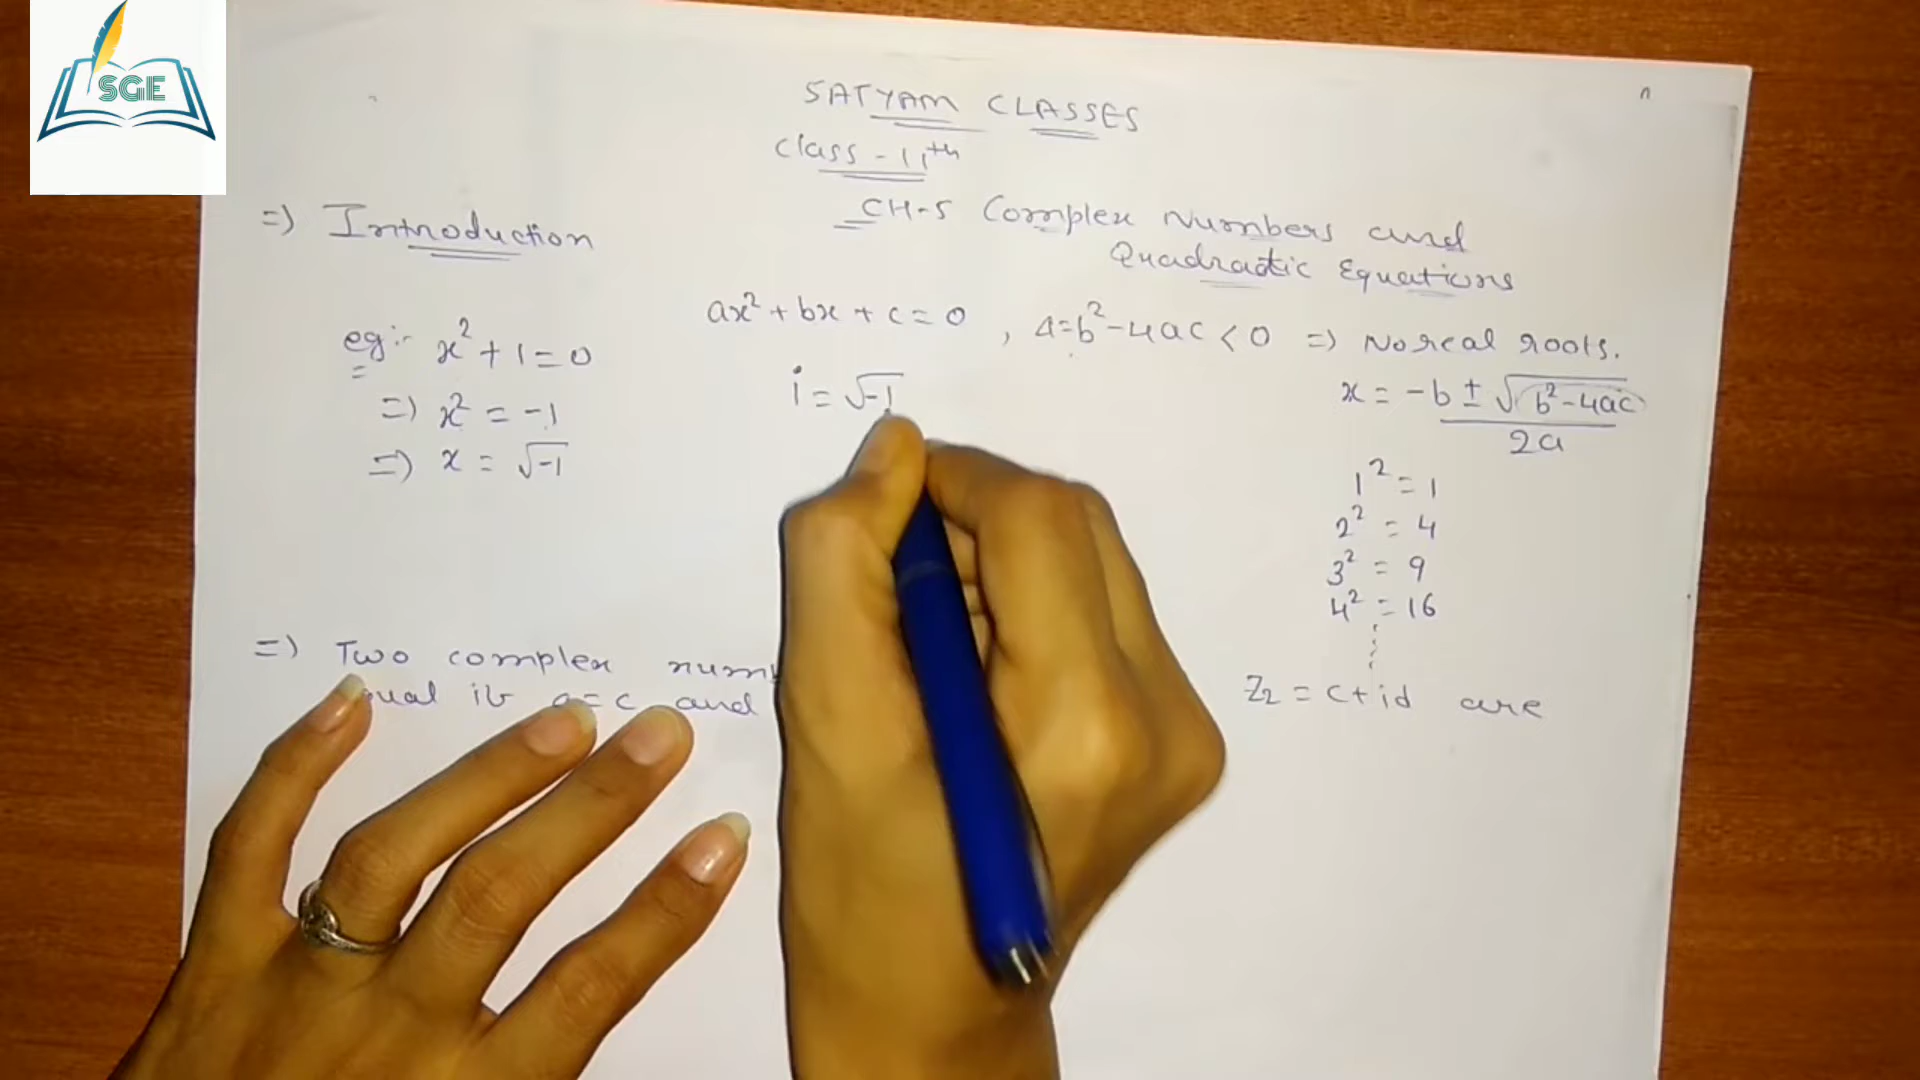 SGE
SATYAM CLASSES
Class - 11th
CH-5 Complex Numbers and
Quadratic Equations
=) Introduction
ax² + bx + c = 0 , Δ=b²-4ac < 0 =) No real roots.
eg:- x² + 1 = 0
=) x² = -1
=) x = √-1
i = √-1
x = -b ± √b²-4ac
2a
1² = 1
2² = 4
3² = 9
4² = 16
=) Two complex
Z₂ = c + id are
and